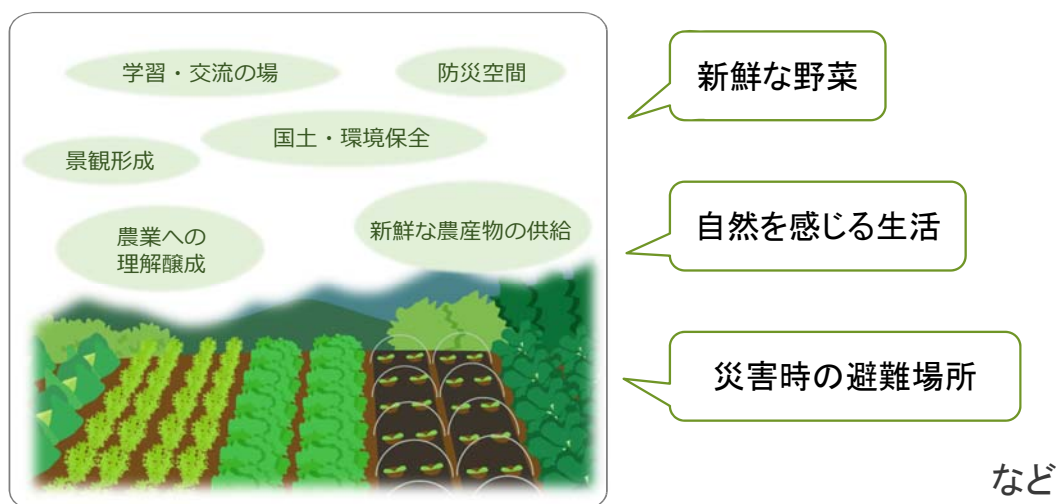 学習・交流の場
防災空間
国土・環境保全
景観形成
農業への
理解醸成
新鮮な農産物の供給
新鮮な野菜
自然を感じる生活
災害時の避難場所
など